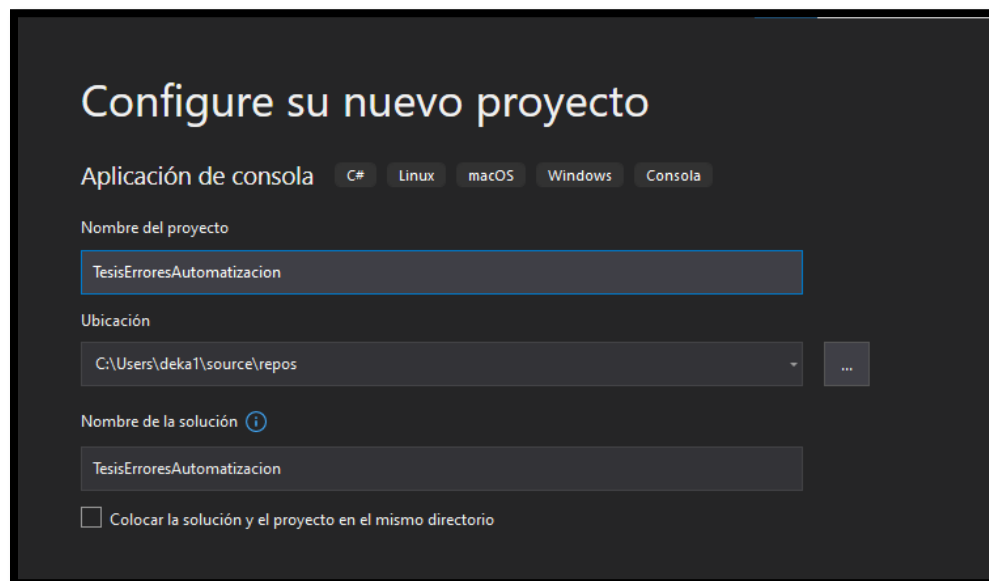 Configure su nuevo proyecto
Aplicación de consola C# Linux macOS Windows Consola
Nombre del proyecto
TesisErroresAutomatizacion
Ubicación
C:\Users\deka1\source\repos
...
Nombre de la solución
TesisErroresAutomatizacion
Colocar la solución y el proyecto en el mismo directorio